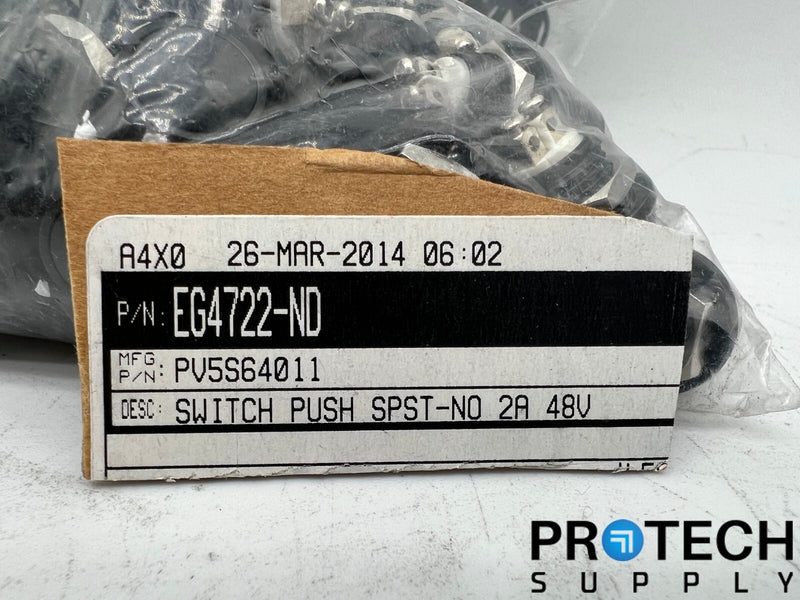 A4X0 26-MAR-2014 06:02
P/N: EG4722-ND
MFG P/N: PV5S64011
DESC: SWITCH PUSH SPST-NO 2A 48V
PROTECH
SUPPLY